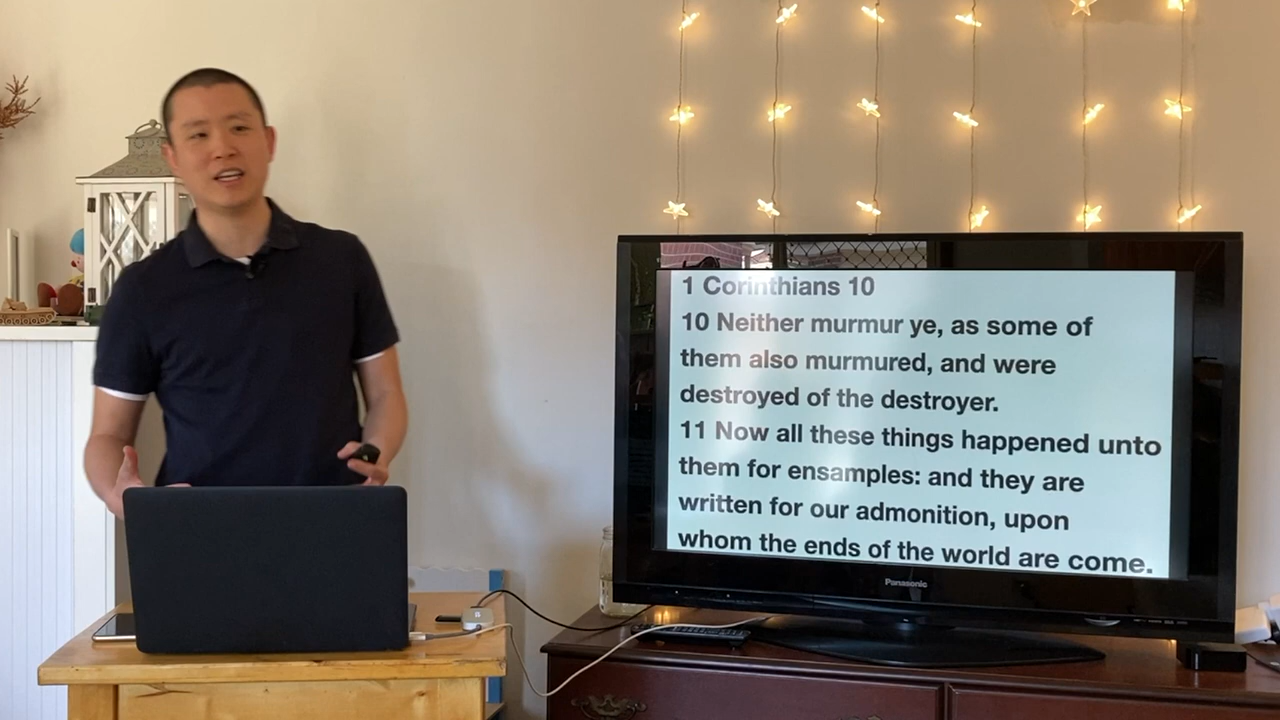 1 Corinthians 10
10 Neither murmur ye, as some of
them also murmured, and were
destroyed of the destroyer.
11 Now all these things happened unto
them for ensamples: and they are
written for our admonition, upon
whom the ends of the world are come.
Panasonic